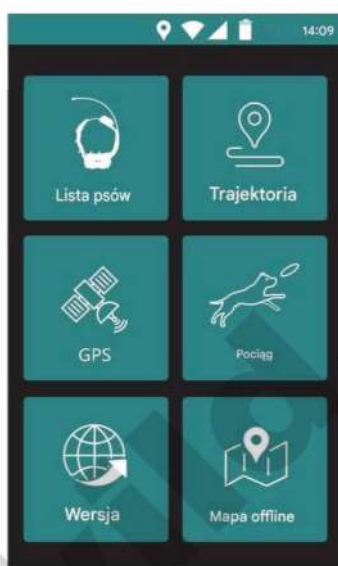 14:09
Lista psów
Trajektoria
GPS
Pociąg
Wersja
Mapa offline